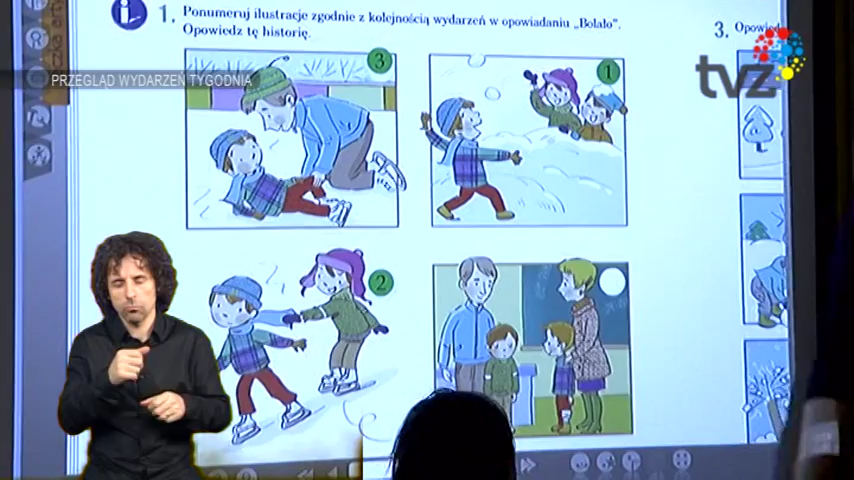 1. Ponumeruj ilustracje zgodnie z kolejnością wydarzeń w opowiadaniu „Bolało”.
Opowiedz tę historię.
3. Opowied
PRZEGLĄD WYDARZEŃ TYGODNIA
tvz
3
1
2